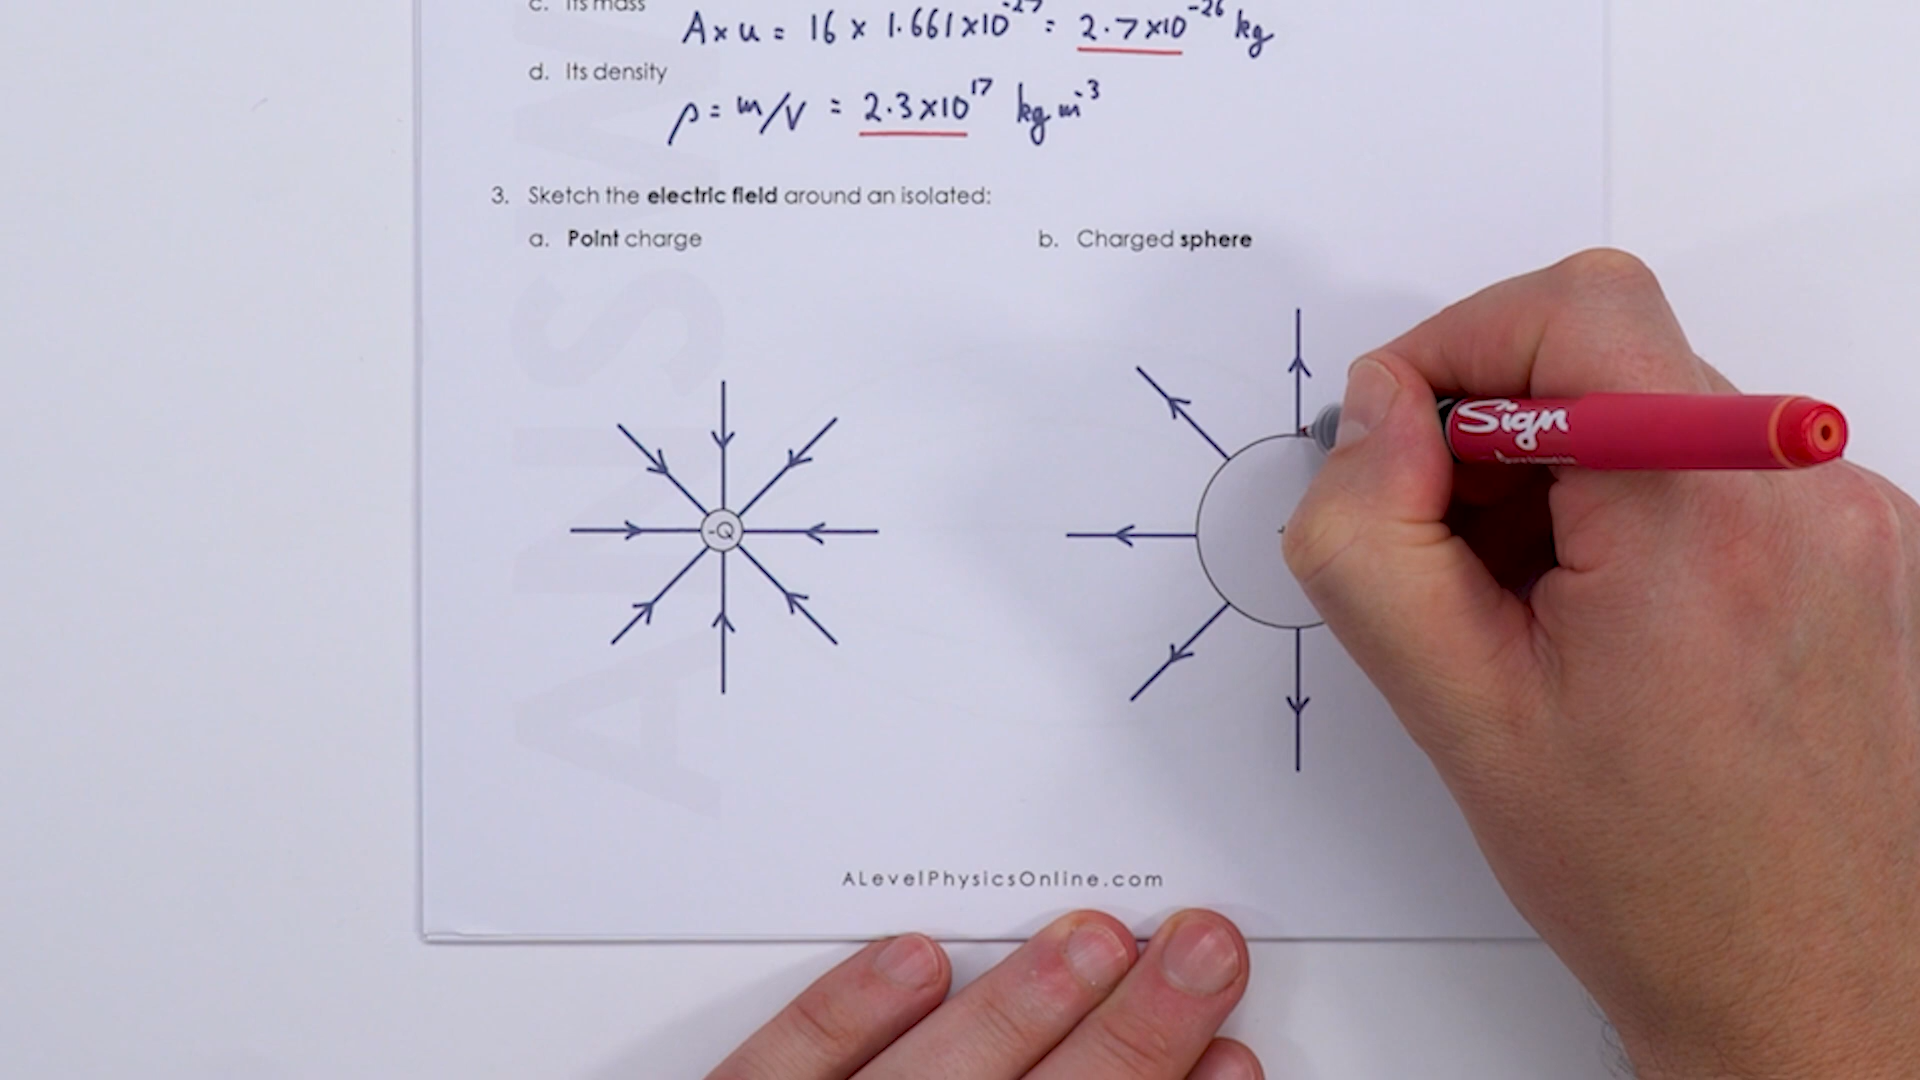 c. Its mass
A x u = 16 x 1.661 x 10⁻²⁷ = 2.7 x 10⁻²⁶ kg
d. Its density
ρ = m/V = 2.3 x 10¹⁷ kg m⁻³
3. Sketch the electric field around an isolated:
a. Point charge
b. Charged sphere
Sign
-Q
ALevelPhysicsOnline.com
ANSW